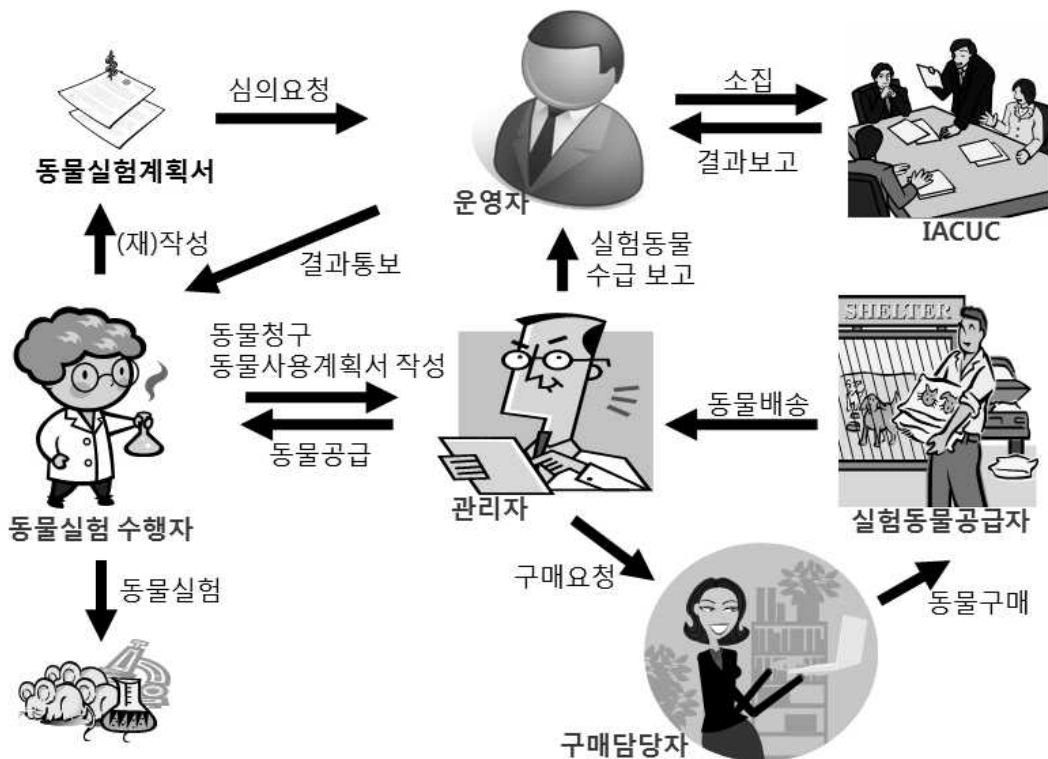 심의요청
소집
결과보고
동물실험계획서
운영자
IACUC
(재)작성
결과통보
실험동물
수급 보고
SHELTER
동물청구
동물사용계획서 작성
동물배송
동물공급
관리자
동물실험 수행자
실험동물공급자
구매요청
동물실험
동물구매
구매담당자